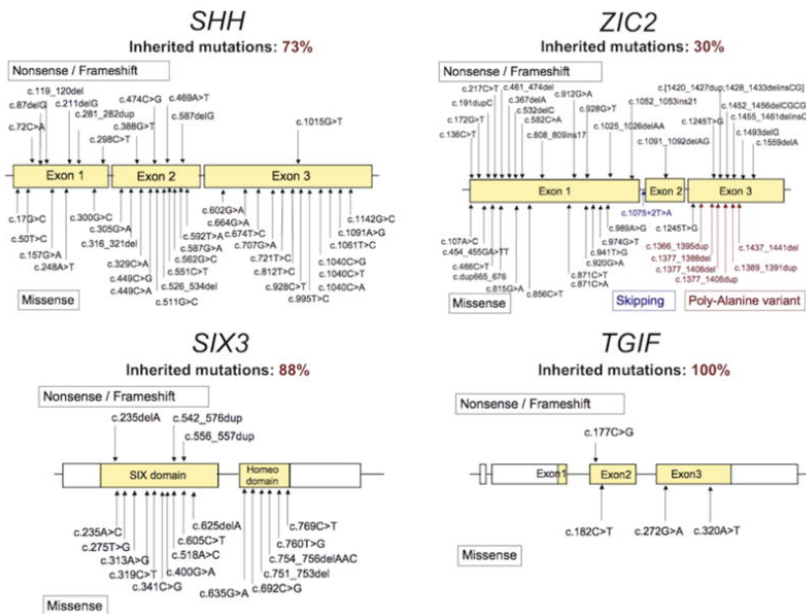 SHH
Inherited mutations: 73%
Nonsense / Frameshift
c.119_120del
c.87delG
c.72C>A
c.211delG
c.281_282dup
c.298C>T
c.474C>G
c.388G>T
c.469A>T
c.587delG
c.1015G>T
Exon 1
Exon 2
Exon 3
c.17G>C
c.50T>C
c.157G>A
c.248A>T
c.300G>C
c.305G>A
c.316_321del
c.329C>A
c.449C>G
c.449C>A
c.592T>A
c.587G>A
c.562G>C
c.551C>T
c.526_534del
c.511G>C
c.602G>A
c.664G>A
c.674T>C
c.707G>A
c.721T>C
c.812T>C
c.928C>T
c.995T>C
c.1142G>C
c.1091A>G
c.1061T>C
c.1040C>G
c.1040C>T
c.1040C>A
Missense
ZIC2
Inherited mutations: 30%
Nonsense / Frameshift
c.217C>T
c.191dupC
c.172G>T
c.136C>T
c.461_474del
c.367delA
c.532delC
c.582C>A
c.808_809ins17
c.912G>A
c.928G>T
c.1052_1053ins21
c.1025_1026delAA
c.1091_1092delAG
c.[1420_1427dup;1428_1433delinsCG]
c.1245T>G
c.1452_1456delCGCG
c.1493delG
c.1559delA
Exon 1
Exon 2
Exon 3
c.1075+2T>A
c.107A>C
c.454_455GA>TT
c.466C>T
c.dup665_676
c.815G>A
c.856C>T
c.989A>G
c.974G>T
c.941T>G
c.920G>A
c.871C>T
c.871C>A
c.1245T>G
c.1366_1395dup
c.1377_1388del
c.1377_1406del
c.1377_1406dup
c.1437_1441del
c.1389_1391dup
Missense
Skipping
Poly-Alanine variant
SIX3
Inherited mutations: 88%
Nonsense / Frameshift
c.235delA
c.542_576dup
c.556_557dup
SIX domain
Homeo
domain
c.235A>C
c.275T>G
c.313A>G
c.319C>T
c.341C>G
c.625delA
c.605C>T
c.518A>C
c.400G>A
c.635G>A
c.769C>T
c.760T>G
c.754_756delAAC
c.751_753del
c.692C>G
Missense
TGIF
Inherited mutations: 100%
Nonsense / Frameshift
c.177C>G
Exon1
Exon2
Exon3
c.182C>T
c.272G>A
c.320A>T
Missense